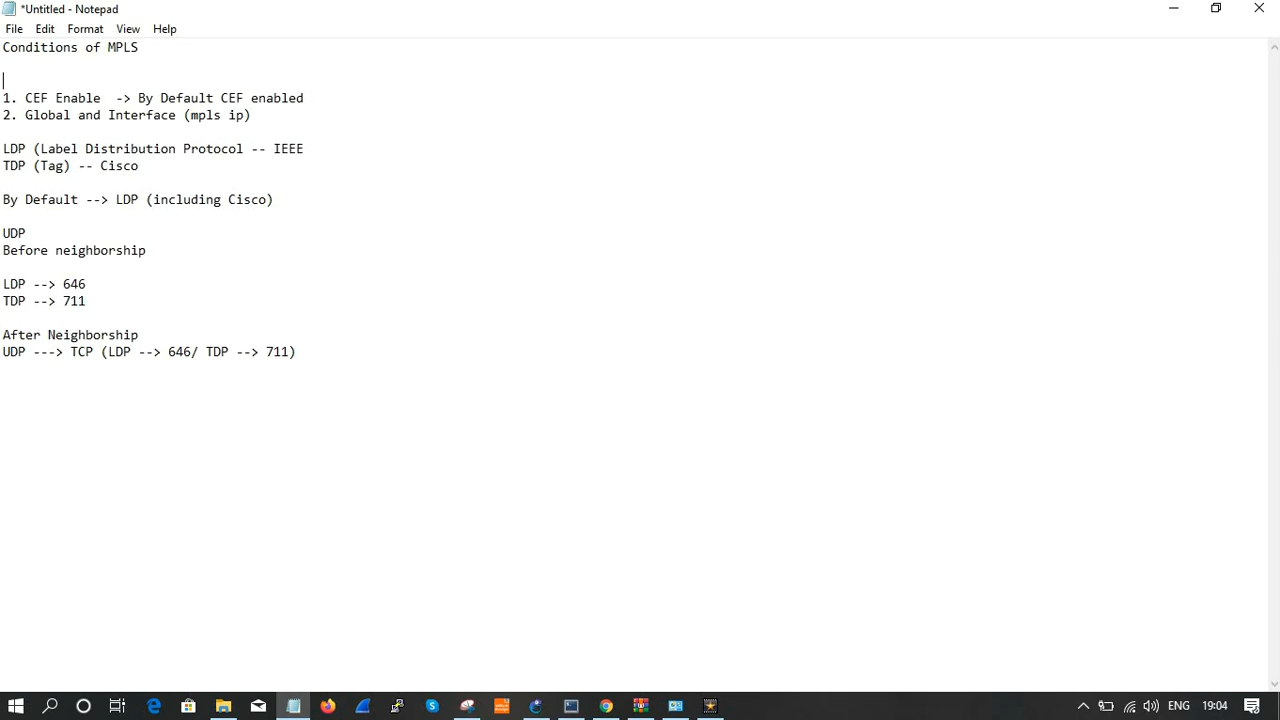 *Untitled - Notepad
File Edit Format View Help
Conditions of MPLS
1. CEF Enable  -> By Default CEF enabled
2. Global and Interface (mpls ip)
LDP (Label Distribution Protocol -- IEEE
TDP (Tag) -- Cisco
By Default --> LDP (including Cisco)
UDP
Before neighborship
LDP --> 646
TDP --> 711
After Neighborship
UDP ---> TCP (LDP --> 646/ TDP --> 711)
ENG 19:04